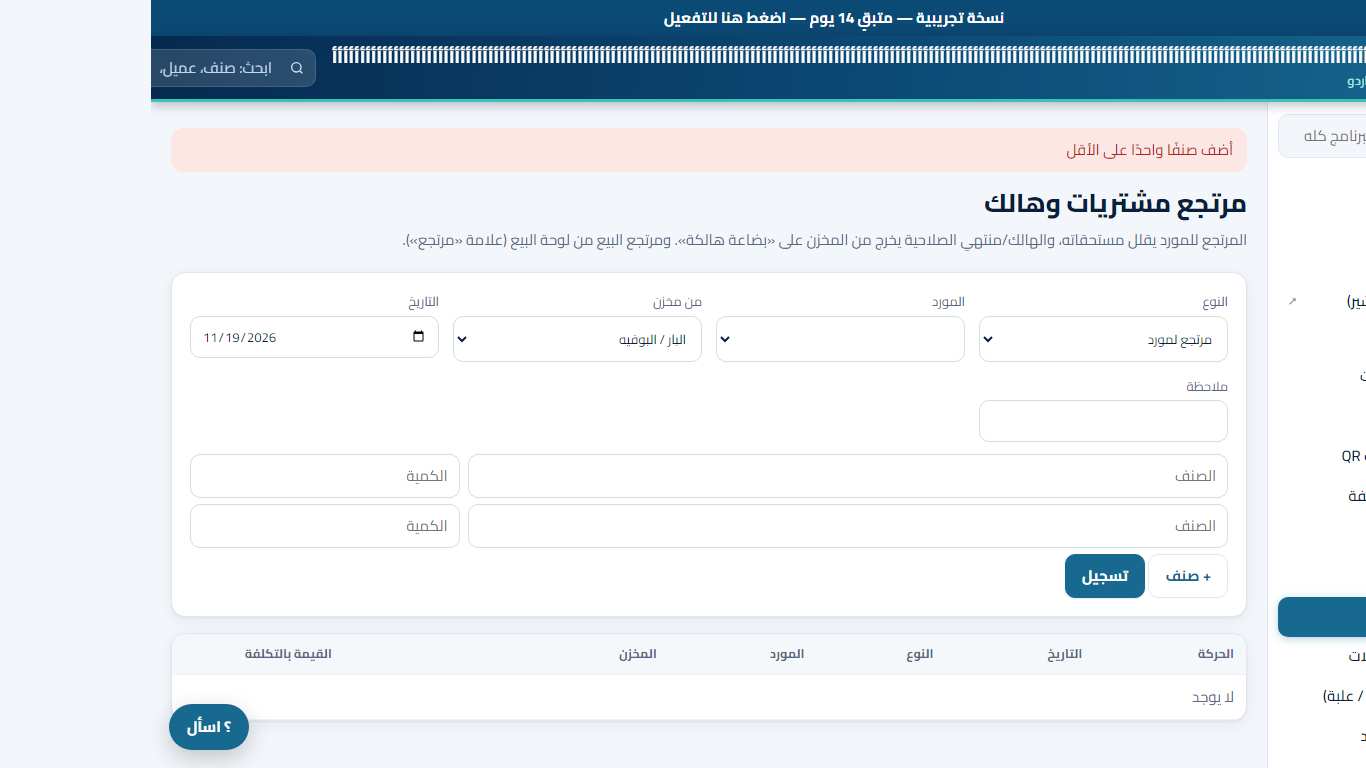 نسخة تجريبية — متبقٍ 14 يوم — اضغط هنا للتفعيل
ابحث: صنف، عميل،
أضف صنفًا واحدًا على الأقل
مرتجع مشتريات وهالك
المرتجع للمورد يقلل مستحقاته، والهالك/منتهي الصلاحية يخرج من المخزن على «بضاعة هالكة». ومرتجع البيع من لوحة البيع (علامة «مرتجع»).
النوع
المورد
من مخزن
التاريخ
مرتجع لمورد
البار / البوفيه
11/19/2026
ملاحظة
الصنف
الكمية
الصنف
الكمية
+ صنف
تسجيل
الحركة
التاريخ
النوع
المورد
المخزن
القيمة بالتكلفة
لا يوجد
؟ اسأل
كله
QR
/ علبة)